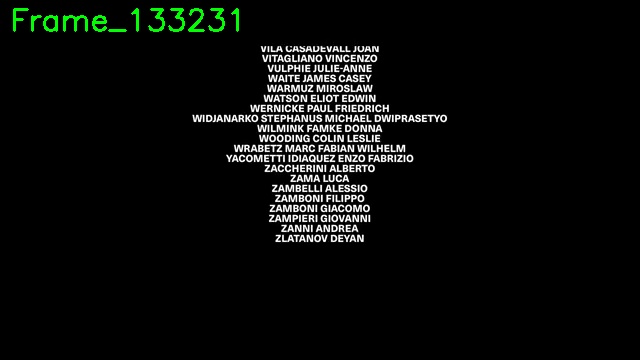 Frame_133231
VILA CASADEVALL JOAN
VITAGLIANO VINCENZO
VULPHIE JULIE-ANNE
WAITE JAMES CASEY
WARMUZ MIROSLAW
WATSON ELIOT EDWIN
WERNICKE PAUL FRIEDRICH
WIDJANARKO STEPHANUS MICHAEL DWIPRASETYO
WILMINK FAMKE DONNA
WOODING COLIN LESLIE
WRABETZ MARC FABIAN WILHELM
YACOMETTI IDIAQUEZ ENZO FABRIZIO
ZACCHERINI ALBERTO
ZAMA LUCA
ZAMBELLI ALESSIO
ZAMBONI FILIPPO
ZAMBONI GIACOMO
ZAMPIERI GIOVANNI
ZANNI ANDREA
ZLATANOV DEYAN